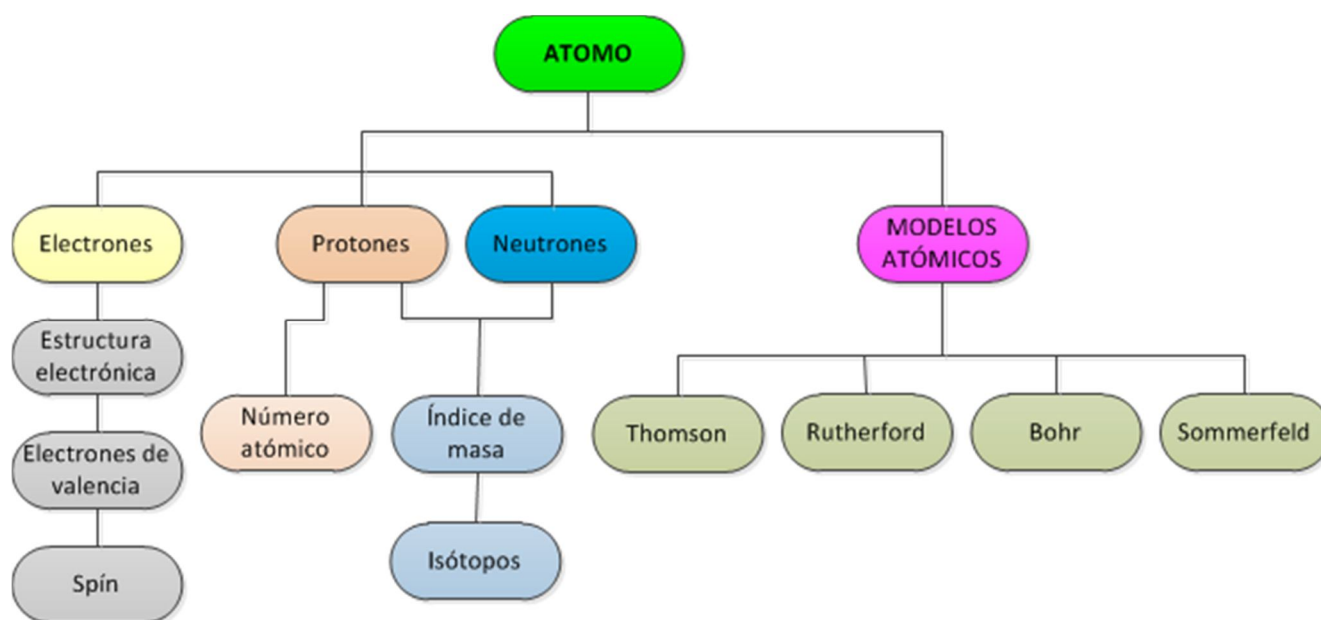 ATOMO
Electrones
Protones
Neutrones
MODELOS
ATÓMICOS
Estructura
electrónica
Número
atómico
Índice de
masa
Thomson
Rutherford
Bohr
Sommerfeld
Electrones de
valencia
Isótopos
Spín